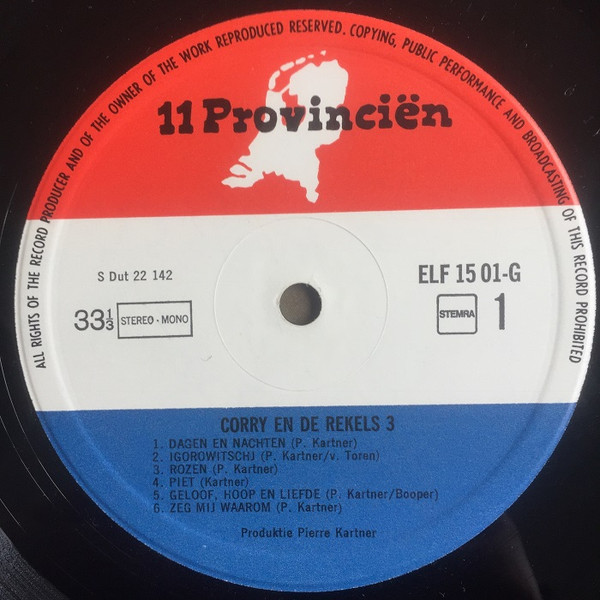 ALL RIGHTS OF THE RECORD PRODUCER AND OF THE OWNER OF THE WORK REPRODUCED RESERVED. COPYING, PUBLIC PERFORMANCE AND BROADCASTING OF THIS RECORD PROHIBITED
11 Provinciën
S Dut 22 142
ELF 15 01-G
33⅓ STEREO · MONO
STEMRA 1
CORRY EN DE REKELS 3
1. DAGEN EN NACHTEN (P. Kartner)
2. IGOROWITSCHJ (P. Kartner/v. Toren)
3. ROZEN (P. Kartner)
4. PIET (Kartner)
5. GELOOF, HOOP EN LIEFDE (P. Kartner/Booper)
6. ZEG MIJ WAAROM (P. Kartner)
Produktie Pierre Kartner